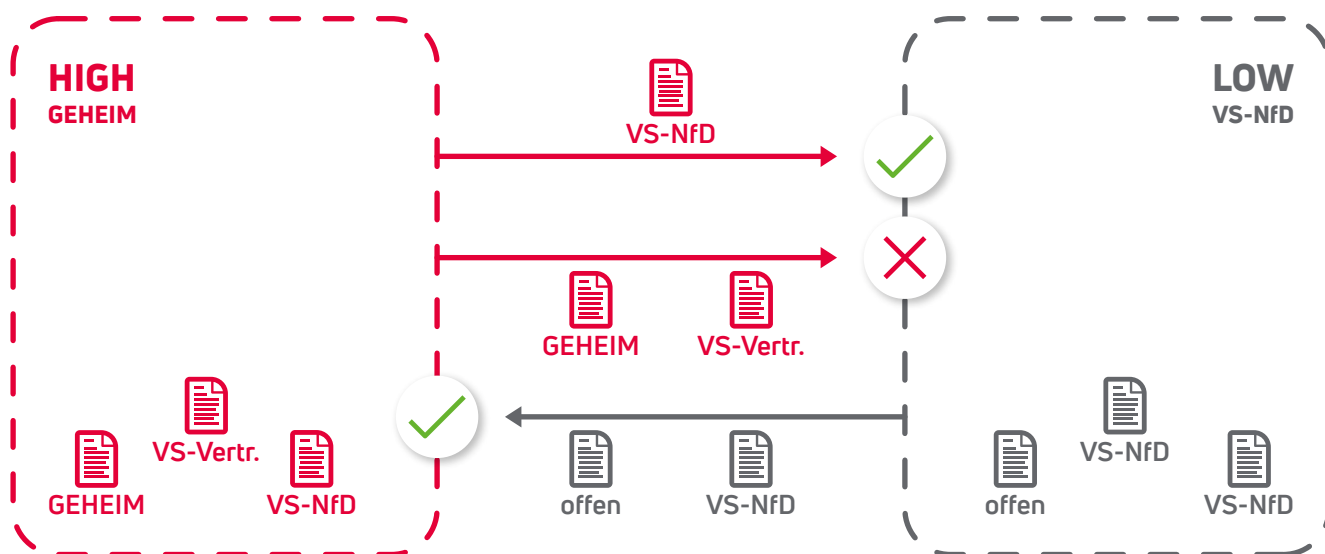 HIGH
GEHEIM
LOW
VS-NfD
VS-NfD
GEHEIM
VS-Vertr.
VS-Vertr.
GEHEIM
VS-NfD
offen
VS-NfD
VS-NfD
offen
VS-NfD